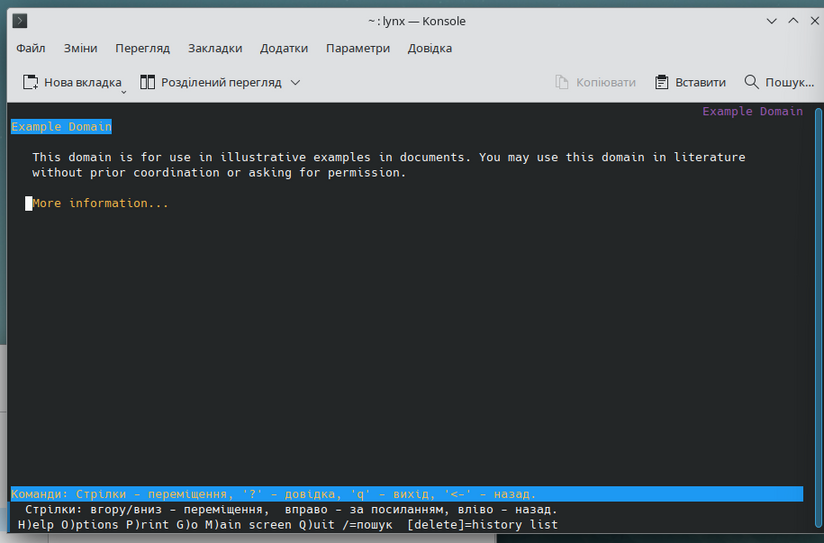 ~ : lynx — Konsole
Файл Зміни Перегляд Закладки Додатки Параметри Довідка
Нова вкладка Розділений перегляд Копіювати Вставити Пошук...
Example Domain
Example Domain
This domain is for use in illustrative examples in documents. You may use this domain in literature
without prior coordination or asking for permission.
More information...
Команди: Стрілки - переміщення, '?' - довідка, 'q' - вихід, '<-' - назад.
Стрілки: вгору/вниз - переміщення, вправо - за посиланням, вліво - назад.
H)elp O)ptions P)rint G)o M)ain screen Q)uit /=пошук [delete]=history list